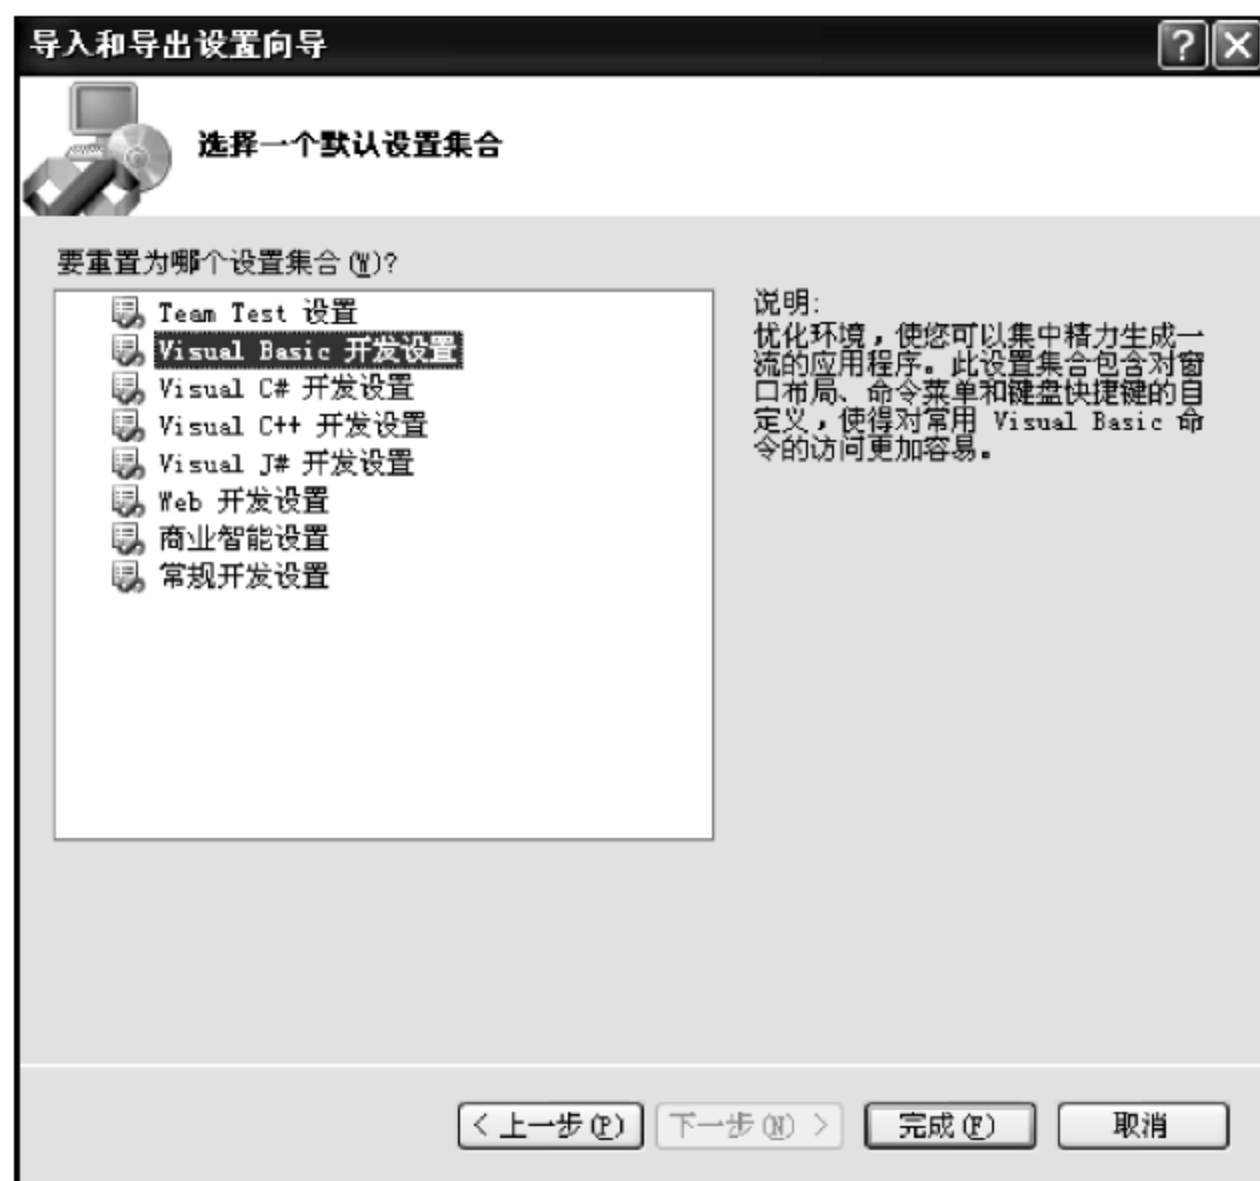 导入和导出设置向导
选择一个默认设置集合
要重置为哪个设置集合(W)?
Team Test 设置
Visual Basic 开发设置
Visual C# 开发设置
Visual C++ 开发设置
Visual J# 开发设置
Web 开发设置
商业智能设置
常规开发设置
说明:
优化环境，使您可以集中精力生成一
流的应用程序。此设置集合包含对窗
口布局、命令菜单和键盘快捷键的自
定义，使得对常用 Visual Basic 命
令的访问更加容易。
< 上一步(P)
下一步(N) >
完成(F)
取消